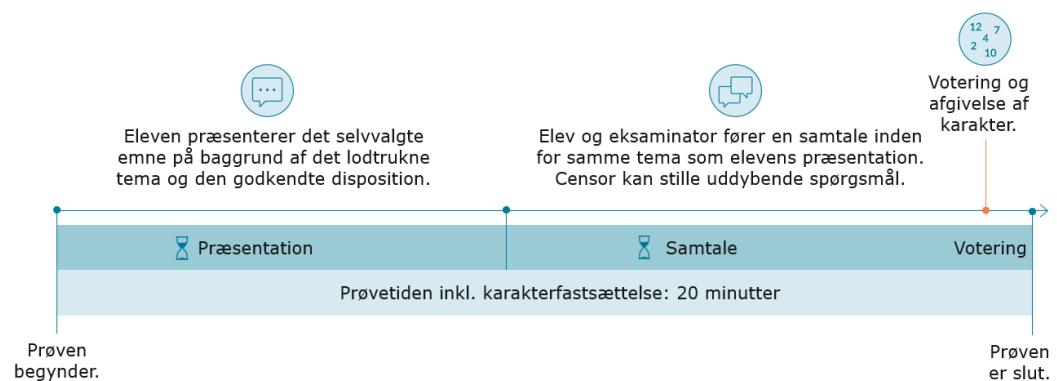 12 7
4
2
10
Votering og
afgivelse af
karakter.
Eleven præsenterer det selvvalgte
emne på baggrund af det lodtrukne
tema og den godkendte disposition.
Elev og eksaminator fører en samtale inden
for samme tema som elevens præsentation.
Censor kan stille uddybende spørgsmål.
Præsentation
Samtale
Votering
Prøvetiden inkl. karakterfastsættelse: 20 minutter
Prøven
begynder.
Prøven
er slut.